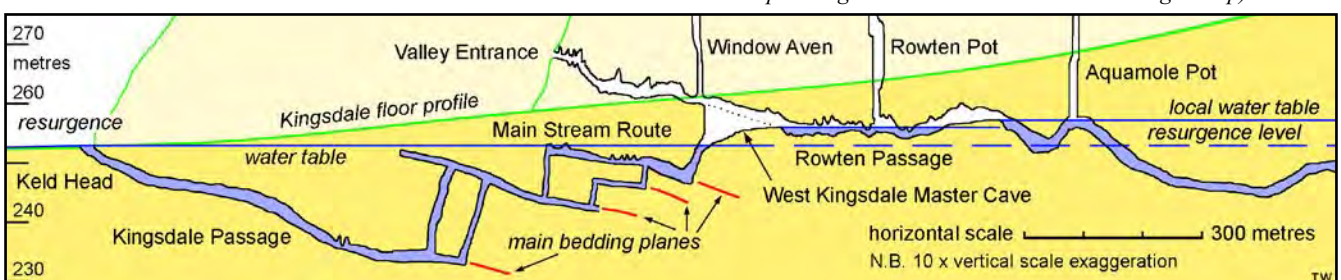 270
metres
260
resurgence
Keld Head
240
230
Valley Entrance
Window Aven
Rowten Pot
Aquamole Pot
Kingsdale floor profile
Main Stream Route
water table
local water table
resurgence level
Rowten Passage
West Kingsdale Master Cave
Kingsdale Passage
main bedding planes
horizontal scale
300 metres
N.B. 10 x vertical scale exaggeration
TW